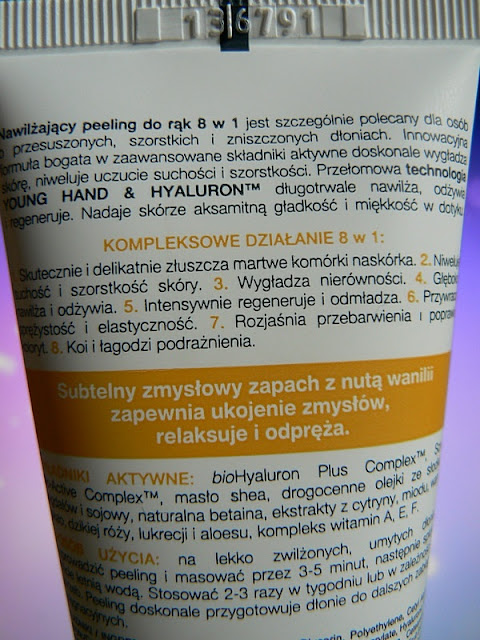 136791
Nawilżający peeling do rąk 8 w 1 jest szczególnie polecany dla osób
o przesuszonych, szorstkich i zniszczonych dłoniach. Innowacyjna
formuła bogata w zaawansowane składniki aktywne doskonale wygładza
skórę, niweluje uczucie suchości i szorstkości. Przełomowa technologia
YOUNG HAND & HYALURON™ długotrwale nawilża, odżywia
i regeneruje. Nadaje skórze aksamitną gładkość i miękkość w dotyku.
KOMPLEKSOWE DZIAŁANIE 8 w 1:
Skutecznie i delikatnie złuszcza martwe komórki naskórka. 2. Niweluje
suchość i szorstkość skóry. 3. Wygładza nierówności. 4. Głęboko
nawilża i odżywia. 5. Intensywnie regeneruje i odmładza. 6. Przywraca
sprężystość i elastyczność. 7. Rozjaśnia przebarwienia i poprawia
koloryt. 8. Koi i łagodzi podrażnienia.
Subtelny zmysłowy zapach z nutą wanilii
zapewnia ukojenie zmysłów,
relaksuje i odpręża.
SKŁADNIKI AKTYWNE: bioHyaluron Plus Complex™,
Active Complex™, masło shea, drogocenne olejki ze
i sojowy, naturalna betaina, ekstrakty z cytryny, miodu,
dzikiej róży, lukrecji i aloesu, kompleks witamin A, E, F.
SPOSÓB UŻYCIA: na lekko zwilżonych, umytych
peeling i masować przez 3-5 minut, następnie
letnią wodą. Stosować 2-3 razy w tygodniu lub w
Peeling doskonale przygotowuje dłonie do dalszych
Glycerin, Polyethylene,